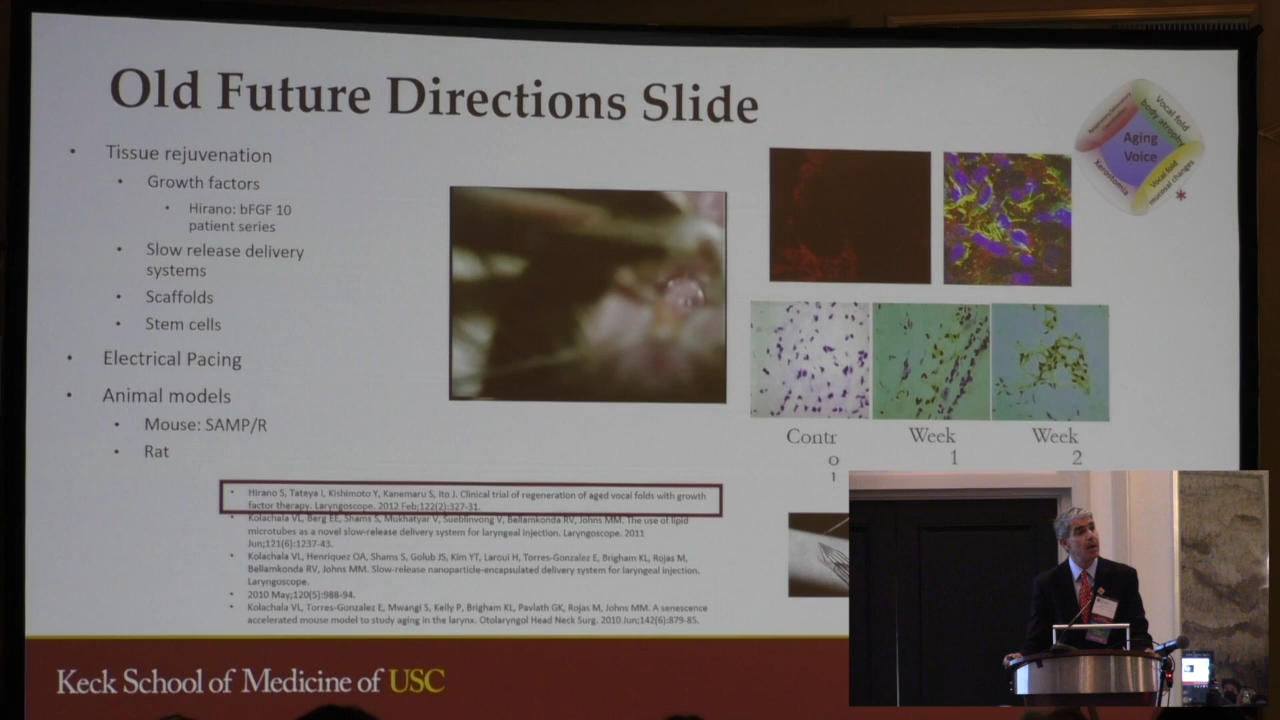 Old Future Directions Slide
• Tissue rejuvenation
• Growth factors
• Hirano: bFGF 10
patient series
• Slow release delivery
systems
• Scaffolds
• Stem cells
• Electrical Pacing
• Animal models
• Mouse: SAMP/R
• Rat
Vocal fold
body atrophy
Aging
Voice
Xerostomia
Vocal fold
mucosal changes
*
Contr
o
l
Week
1
Week
2
• Hirano S, Tateya I, Kishimoto Y, Kanemaru S, Ito J. Clinical trial of regeneration of aged vocal folds with growth
factor therapy. Laryngoscope. 2012 Feb;122(2):327-31.
• Kolachala VL, Berg EE, Shams S, Mukhatyar V, Sueblinvong V, Bellamkonda RV, Johns MM. The use of lipid
microtubes as a novel slow-release delivery system for laryngeal injection. Laryngoscope. 2011
Jun;121(6):1237-43.
• Kolachala VL, Henriquez OA, Shams S, Golub JS, Kim YT, Laroui H, Torres-Gonzalez E, Brigham KL, Rojas M,
Bellamkonda RV, Johns MM. Slow-release nanoparticle-encapsulated delivery system for laryngeal injection.
Laryngoscope.
• 2010 May;120(5):988-94.
• Kolachala VL, Torres-Gonzalez E, Mwangi S, Kelly P, Brigham KL, Pavlath GK, Rojas M, Johns MM. A senescence
accelerated mouse model to study aging in the larynx. Otolaryngol Head Neck Surg. 2010 Jun;142(6):879-85.
Keck School of Medicine of USC